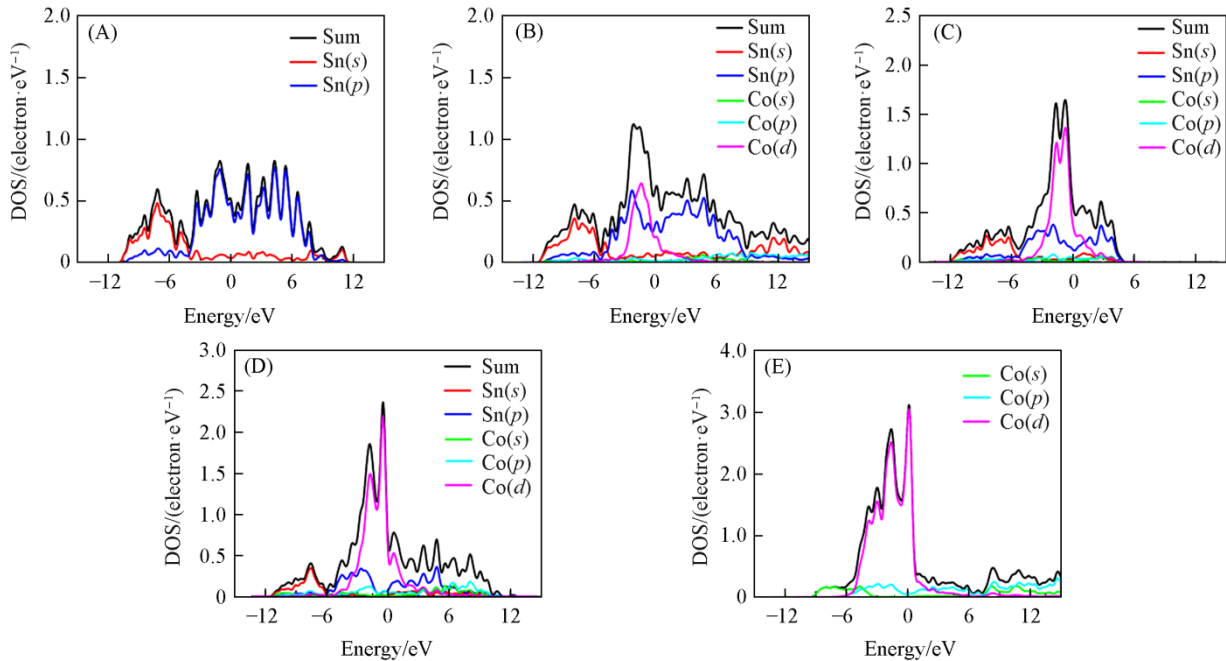 (A)
Sum
Sn(s)
Sn(p)
2.0
1.5
1.0
0.5
0
−12 −6 0 6 12
Energy/eV
DOS/(electron·eV⁻¹)
(B)
Sum
Sn(s)
Sn(p)
Co(s)
Co(p)
Co(d)
2.0
1.5
1.0
0.5
0
−12 −6 0 6 12
Energy/eV
DOS/(electron·eV⁻¹)
(C)
Sum
Sn(s)
Sn(p)
Co(s)
Co(p)
Co(d)
2.5
2.0
1.5
1.0
0.5
0
−12 −6 0 6 12
Energy/eV
DOS/(electron·eV⁻¹)
(D)
Sum
Sn(s)
Sn(p)
Co(s)
Co(p)
Co(d)
3.0
2.5
2.0
1.5
1.0
0.5
0
−12 −6 0 6 12
Energy/eV
DOS/(electron·eV⁻¹)
(E)
Co(s)
Co(p)
Co(d)
4.0
3.0
2.0
1.0
0
−12 −6 0 6 12
Energy/eV
DOS/(electron·eV⁻¹)